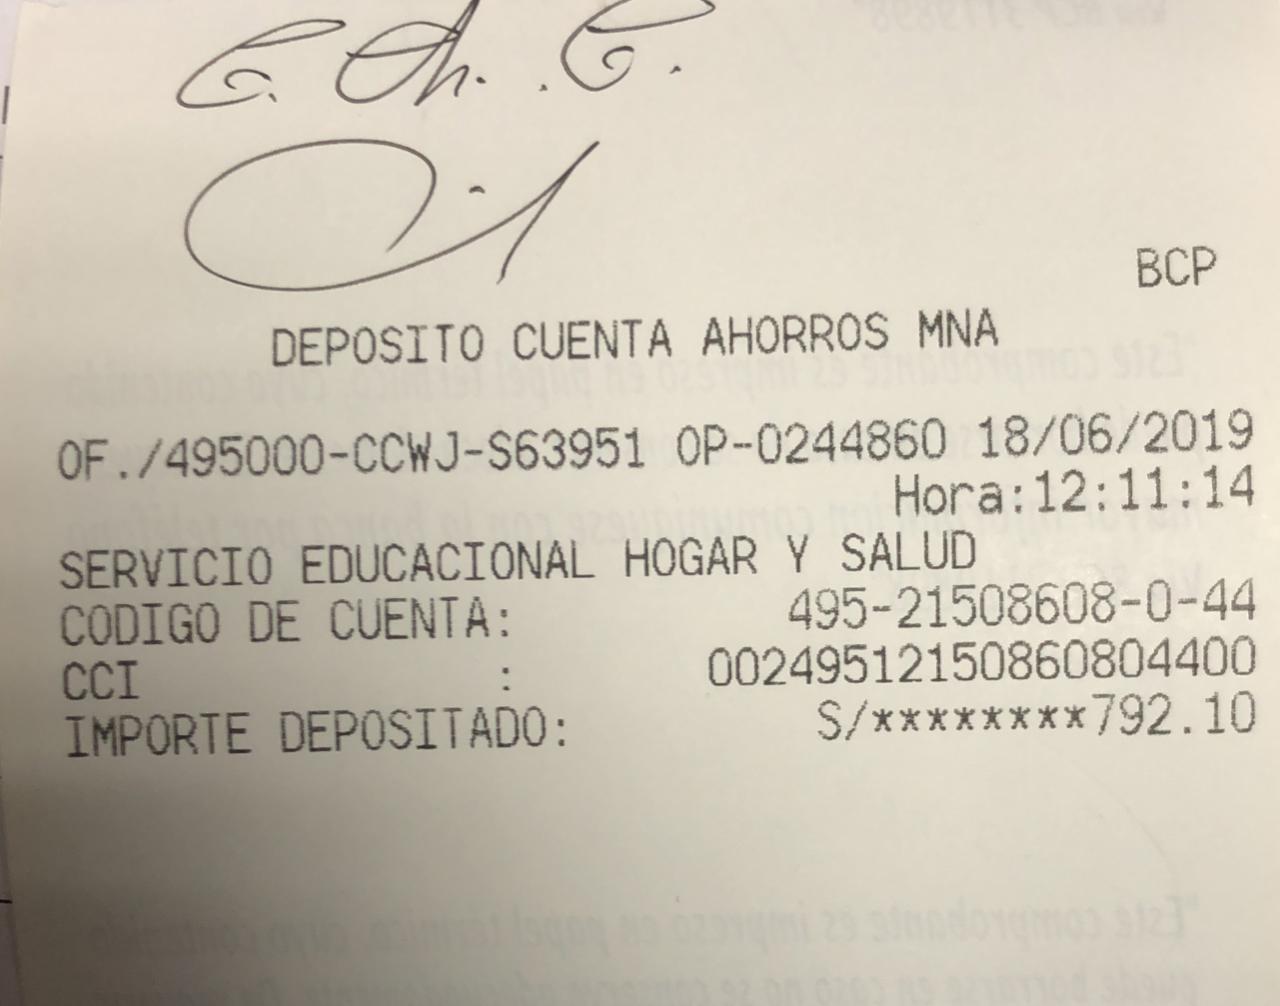 E. Ch. E.
BCP
DEPOSITO CUENTA AHORROS MNA
OF./495000-CCWJ-S63951 OP-0244860 18/06/2019
Hora:12:11:14
SERVICIO EDUCACIONAL HOGAR Y SALUD
CODIGO DE CUENTA: 495-21508608-0-44
CCI : 00249512150860804400
IMPORTE DEPOSITADO: S/********792.10